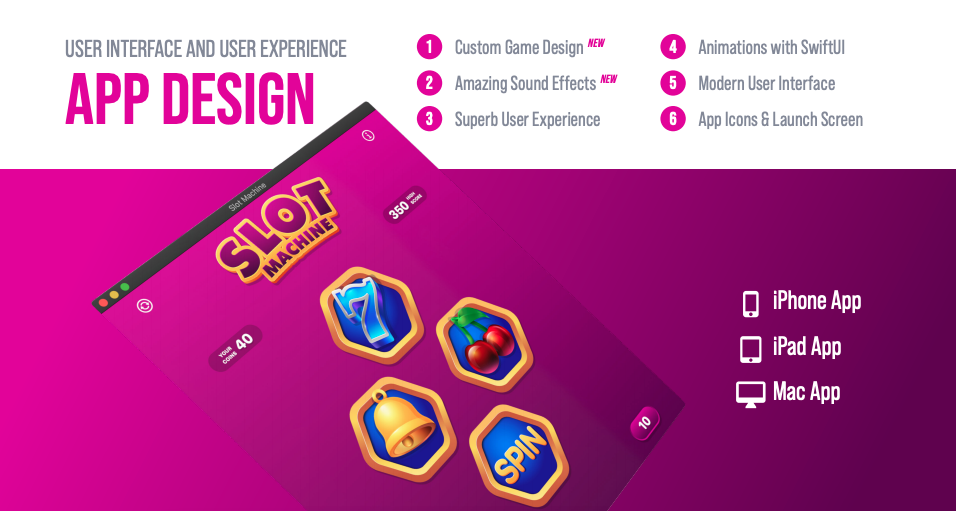 USER INTERFACE AND USER EXPERIENCE
APP DESIGN
1 Custom Game Design NEW
2 Amazing Sound Effects NEW
3 Superb User Experience
4 Animations with SwiftUI
5 Modern User Interface
6 App Icons & Launch Screen
Slot Machine
SLOT
MACHINE
350 HIGH
SCORE
YOUR
COINS 40
7
SPIN
10
iPhone App
iPad App
Mac App